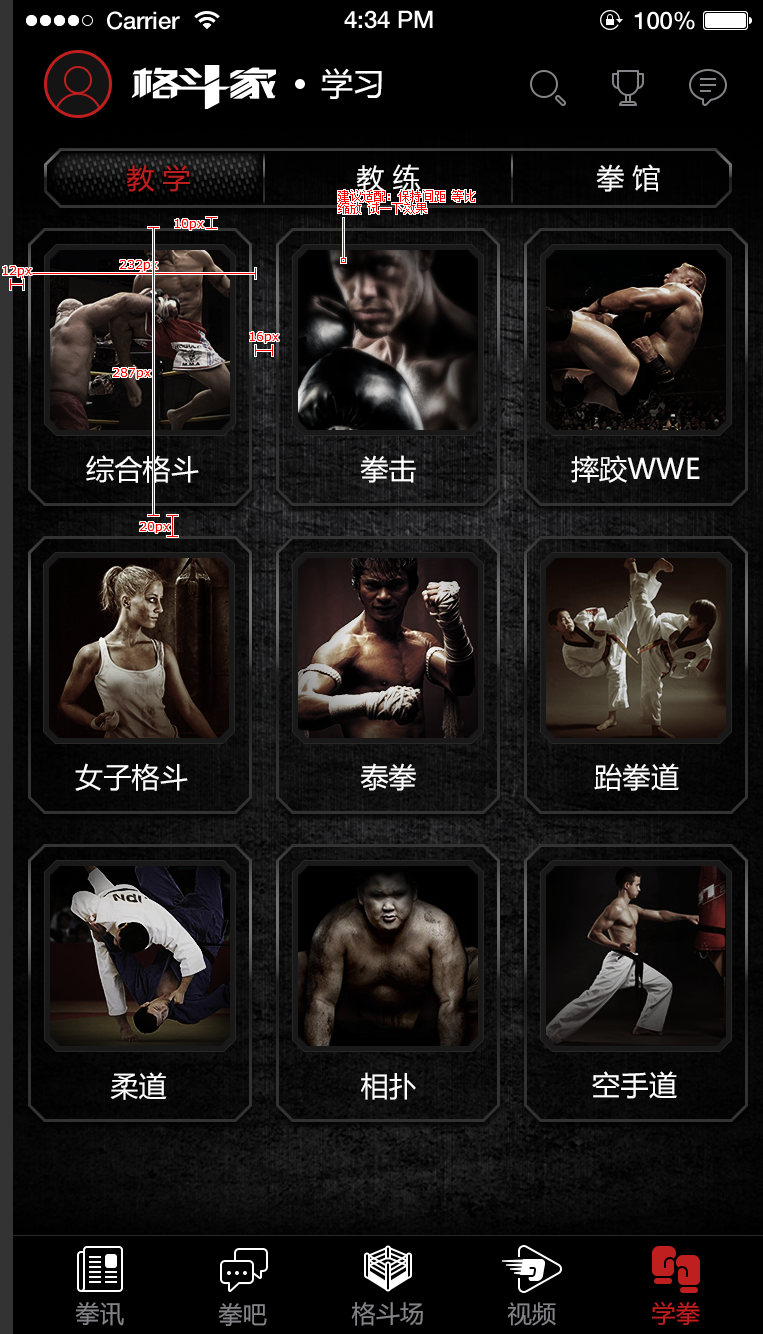 Carrier 4:34 PM 100%
格斗家·学习
教学 教练 拳馆
建议适配：保持间距 等比
缩放 试一下效果
10px
12px
232px
16px
287px
综合格斗 拳击 摔跤WWE
20px
女子格斗 泰拳 跆拳道
JPN
柔道 相扑 空手道
拳讯 拳吧 格斗场 视频 学拳